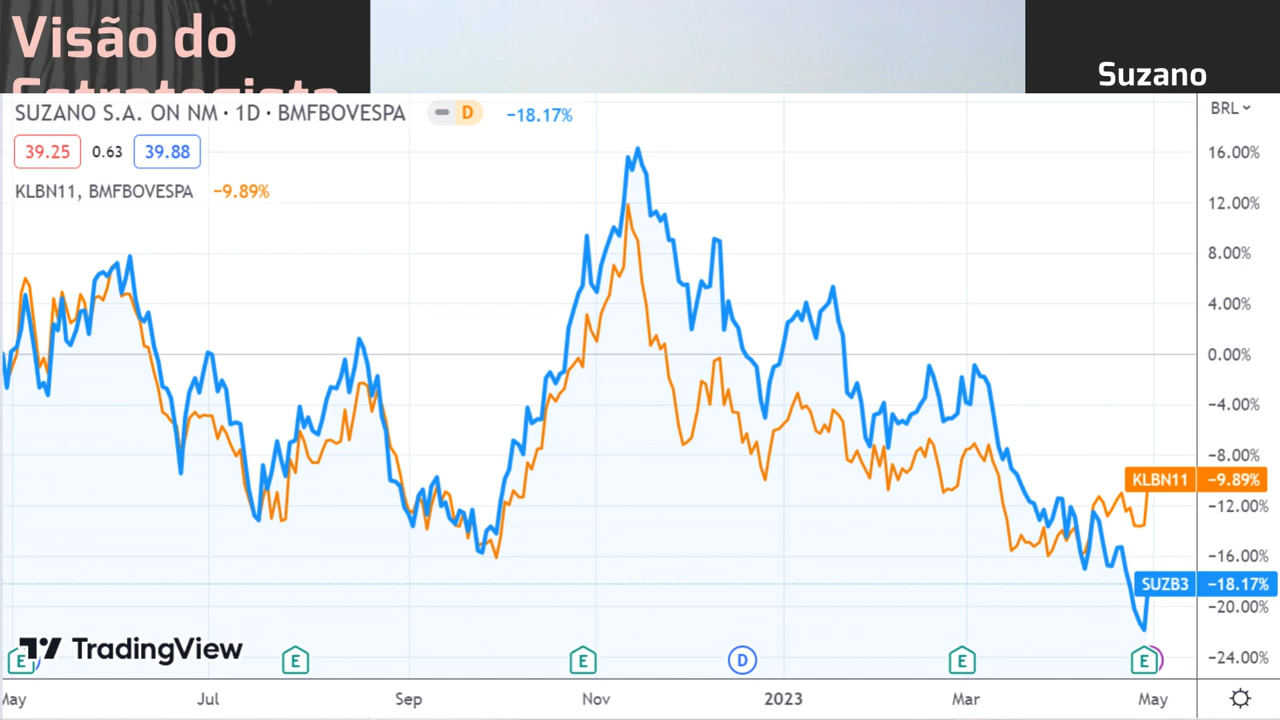 Visão do
Estrategista
Suzano
SUZANO S.A. ON NM · 1D · BMFBOVESPA
D
−18.17%
39.25
0.63
39.88
KLBN11, BMFBOVESPA
−9.89%
BRL
16.00%
12.00%
8.00%
4.00%
0.00%
−4.00%
−8.00%
KLBN11
−9.89%
−12.00%
−16.00%
SUZB3
−18.17%
−20.00%
−24.00%
TradingView
E
E
E
D
E
E
May
Jul
Sep
Nov
2023
Mar
May